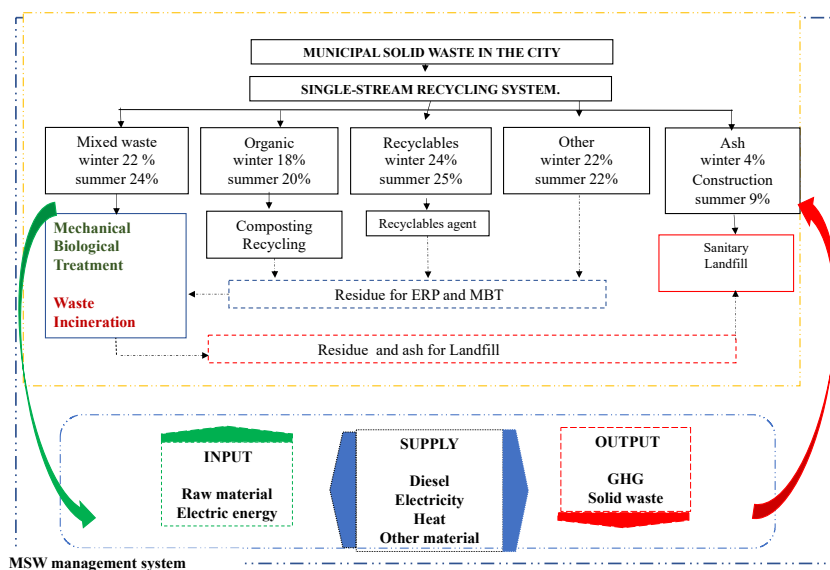 MUNICIPAL SOLID WASTE IN THE CITY
SINGLE-STREAM RECYCLING SYSTEM.
Mixed waste
winter 22 %
summer 24%
Organic
winter 18%
summer 20%
Recyclables
winter 24%
summer 25%
Other
winter 22%
summer 22%
Ash
winter 4%
Construction
summer 9%
Mechanical
Biological
Treatment
Waste
Incineration
Composting
Recycling
Recyclables agent
Sanitary
Landfill
Residue for ERP and MBT
Residue and ash for Landfill
INPUT
Raw material
Electric energy
SUPPLY
Diesel
Electricity
Heat
Other material
OUTPUT
GHG
Solid waste
MSW management system